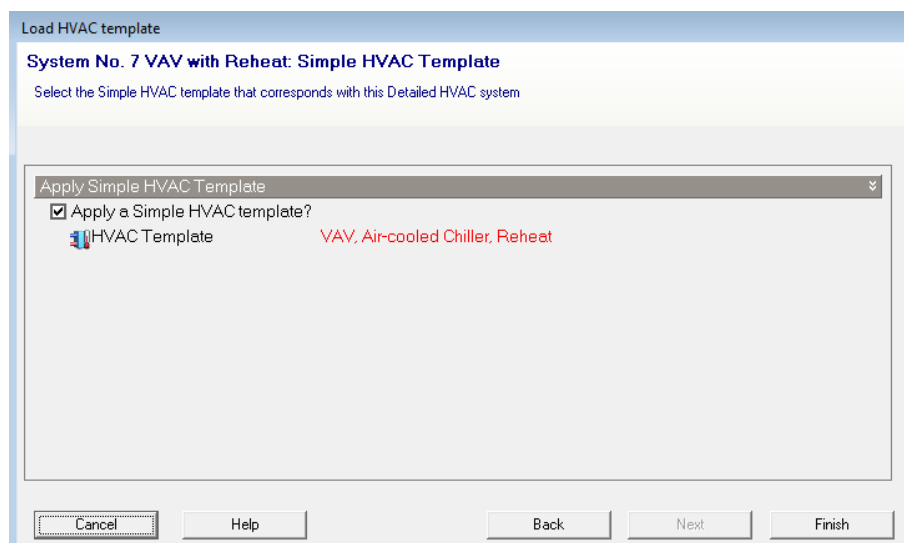 Load HVAC template
System No. 7 VAV with Reheat: Simple HVAC Template
Select the Simple HVAC template that corresponds with this Detailed HVAC system
Apply Simple HVAC Template
Apply a Simple HVAC template?
HVAC Template VAV, Air-cooled Chiller, Reheat
Cancel Help Back Next Finish